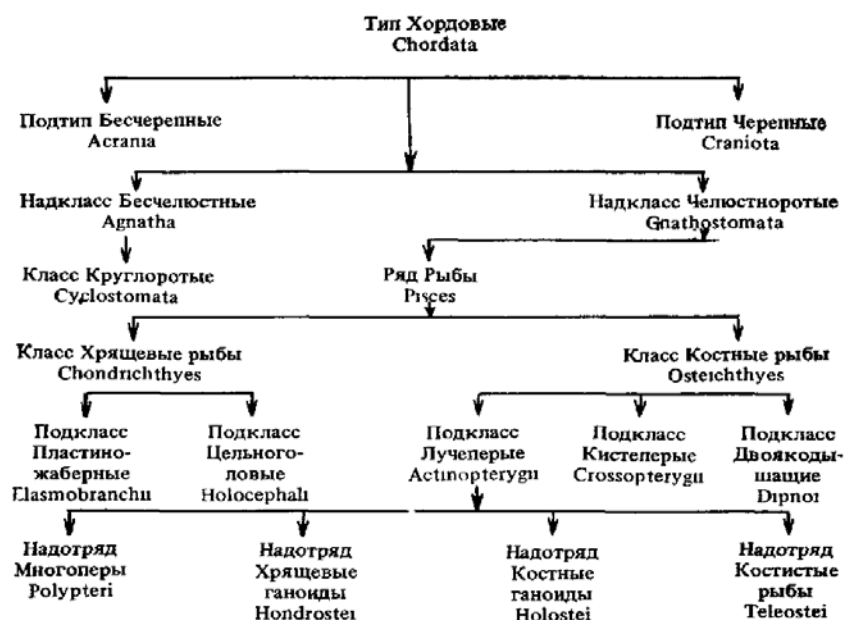 Тип Хордовые
Chordata
Подтип Бесчерепные
Acrania
Подтип Черепные
Craniota
Надкласс Бесчелюстные
Agnatha
Надкласс Челюстноротые
Gnathostomata
Класс Круглоротые
Cyclostomata
Ряд Рыбы
Pisces
Класс Хрящевые рыбы
Chondrichthyes
Класс Костные рыбы
Osteichthyes
Подкласс
Пластино-
жаберные
Elasmobranchii
Подкласс
Цельного-
ловые
Holocephali
Подкласс
Лучеперые
Actinopterygii
Подкласс
Кистеперые
Crossopterygii
Подкласс
Двоякоды-
шащие
Dipnoi
Надотряд
Многоперы
Polypteri
Надотряд
Хрящевые
ганоиды
Hondrostei
Надотряд
Костные
ганоиды
Holostei
Надотряд
Костистые
рыбы
Teleostei